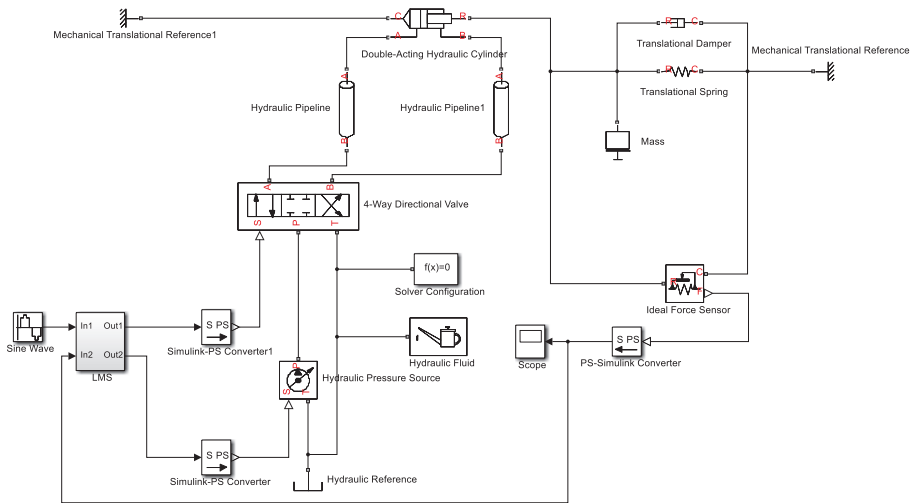 C
R
Mechanical Translational Reference1
A
B
Double-Acting Hydraulic Cylinder
R
C
Translational Damper
Mechanical Translational Reference
R
C
Translational Spring
A
Hydraulic Pipeline
B
A
Hydraulic Pipeline1
B
Mass
A
B
4-Way Directional Valve
S
P
T
f(x)=0
Solver Configuration
C
R
F
Ideal Force Sensor
Sine Wave
In1
Out1
In2
Out2
LMS
S PS
Simulink-PS Converter1
Hydraulic Fluid
Scope
S PS
PS-Simulink Converter
P
S
T
Hydraulic Pressure Source
S PS
Simulink-PS Converter
Hydraulic Reference